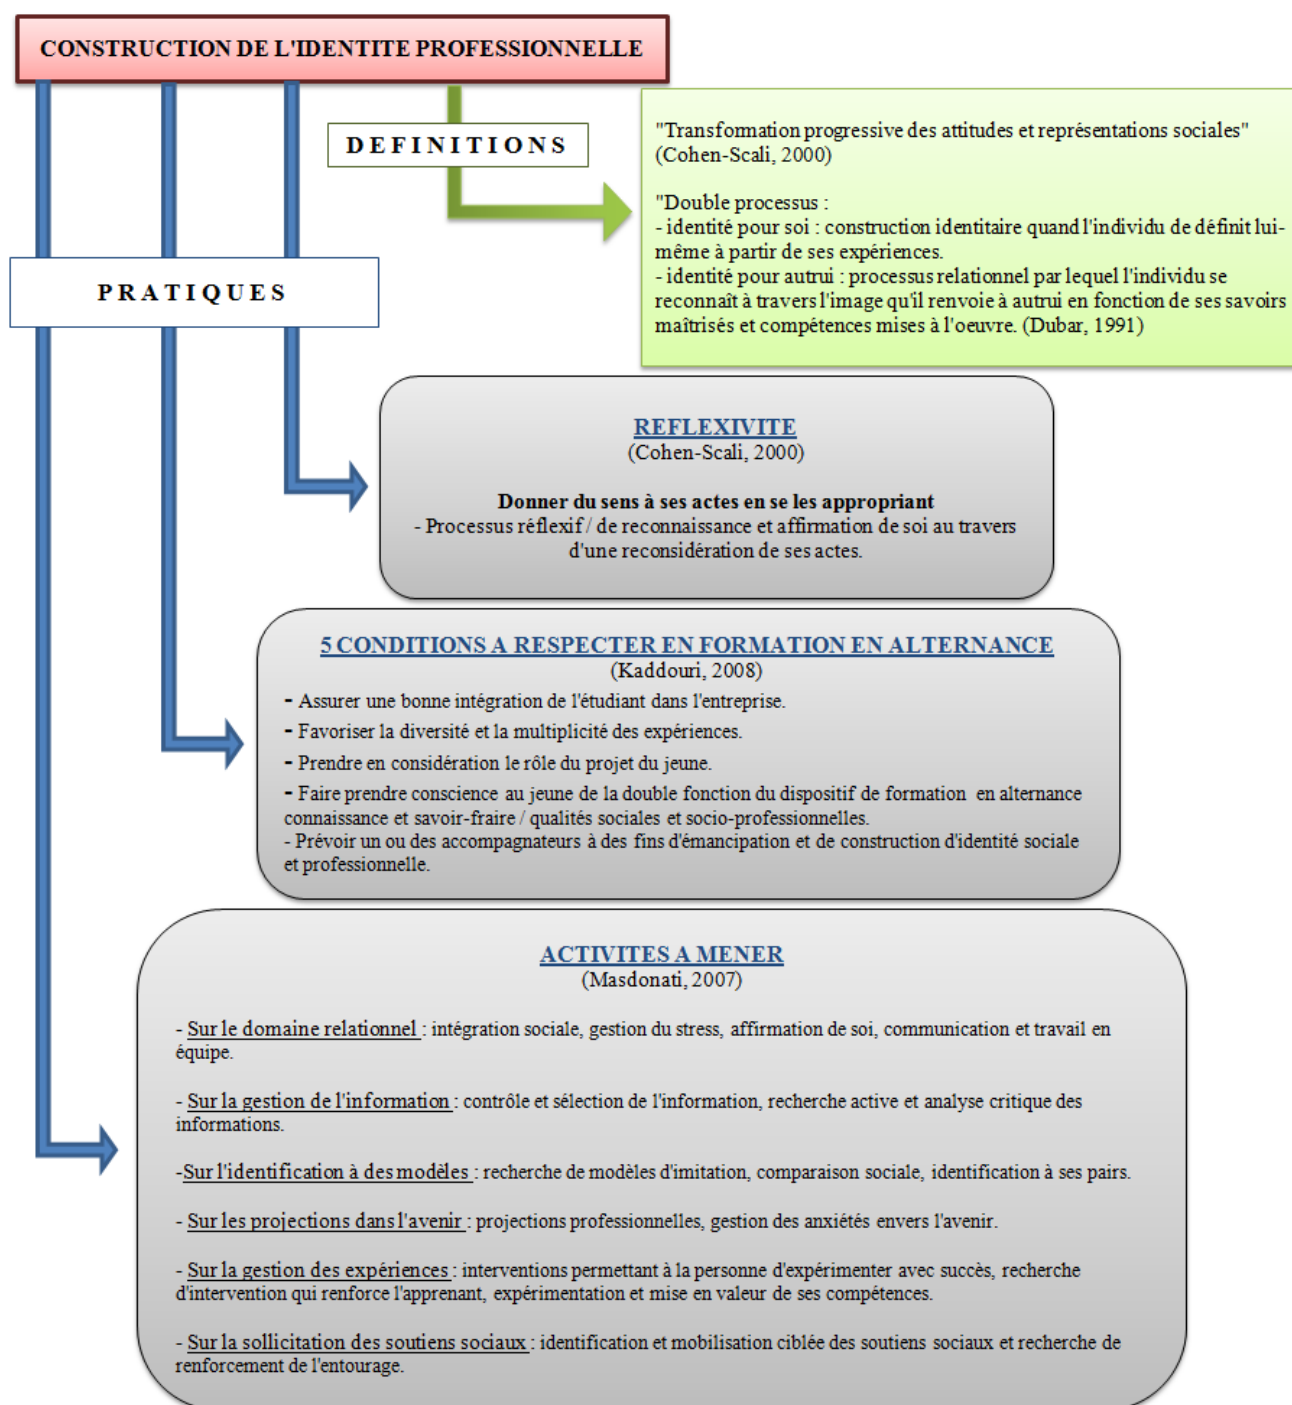 CONSTRUCTION DE L'IDENTITE PROFESSIONNELLE
DEFINITIONS
"Transformation progressive des attitudes et représentations sociales"
(Cohen-Scali, 2000)
"Double processus :
- identité pour soi : construction identitaire quand l'individu de définit lui-
même à partir de ses expériences.
- identité pour autrui : processus relationnel par lequel l'individu se
reconnaît à travers l'image qu'il renvoie à autrui en fonction de ses savoirs
maîtrisés et compétences mises à l'oeuvre. (Dubar, 1991)
PRATIQUES
REFLEXIVITE
(Cohen-Scali, 2000)
Donner du sens à ses actes en se les appropriant
- Processus réflexif / de reconnaissance et affirmation de soi au travers
d'une reconsidération de ses actes.
5 CONDITIONS A RESPECTER EN FORMATION EN ALTERNANCE
(Kaddouri, 2008)
- Assurer une bonne intégration de l'étudiant dans l'entreprise.
- Favoriser la diversité et la multiplicité des expériences.
- Prendre en considération le rôle du projet du jeune.
- Faire prendre conscience au jeune de la double fonction du dispositif de formation en alternance
connaissance et savoir-fraire / qualités sociales et socio-professionnelles.
- Prévoir un ou des accompagnateurs à des fins d'émancipation et de construction d'identité sociale
et professionnelle.
ACTIVITES A MENER
(Masdonati, 2007)
- Sur le domaine relationnel : intégration sociale, gestion du stress, affirmation de soi, communication et travail en
équipe.
- Sur la gestion de l'information : contrôle et sélection de l'information, recherche active et analyse critique des
informations.
-Sur l'identification à des modèles : recherche de modèles d'imitation, comparaison sociale, identification à ses pairs.
- Sur les projections dans l'avenir : projections professionnelles, gestion des anxiétés envers l'avenir.
- Sur la gestion des expériences : interventions permettant à la personne d'expérimenter avec succès, recherche
d'intervention qui renforce l'apprenant, expérimentation et mise en valeur de ses compétences.
- Sur la sollicitation des soutiens sociaux : identification et mobilisation ciblée des soutiens sociaux et recherche de
renforcement de l'entourage.